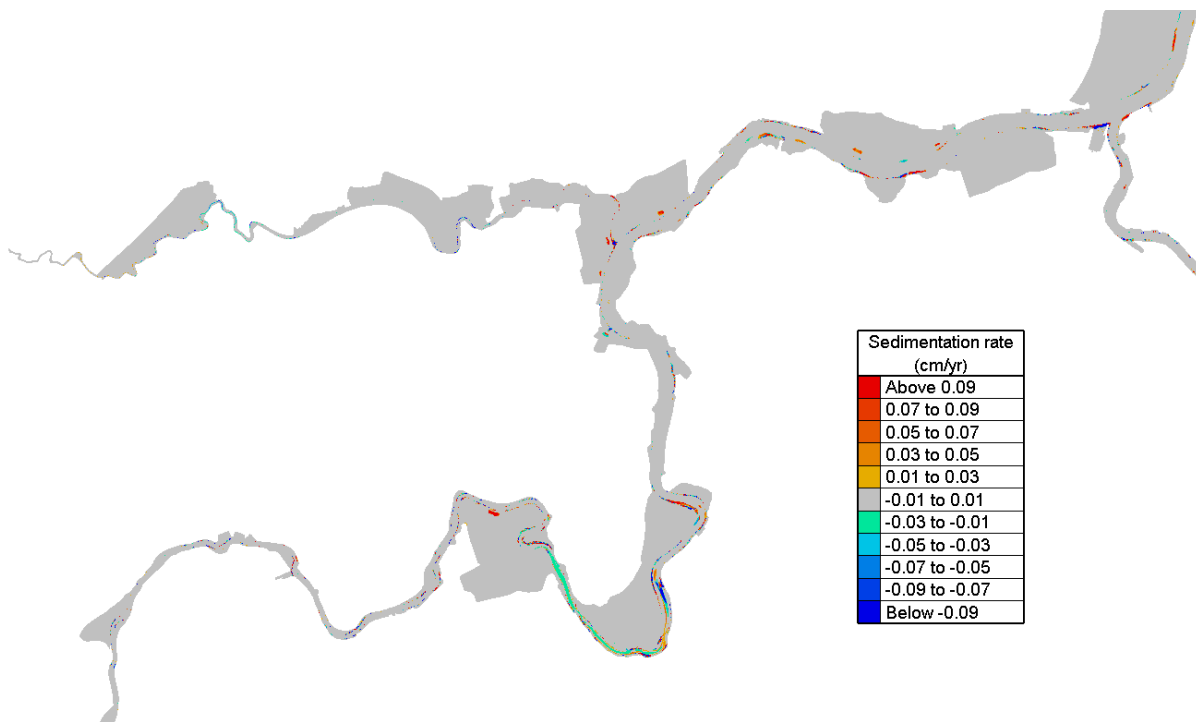 Sedimentation rate
(cm/yr)
Above 0.09
0.07 to 0.09
0.05 to 0.07
0.03 to 0.05
0.01 to 0.03
-0.01 to 0.01
-0.03 to -0.01
-0.05 to -0.03
-0.07 to -0.05
-0.09 to -0.07
Below -0.09